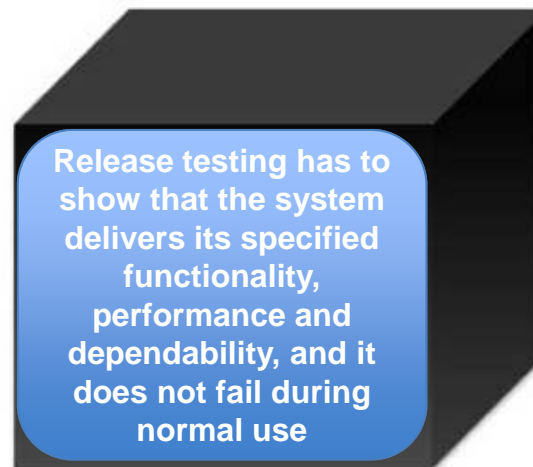 Release testing has to
show that the system
delivers its specified
functionality,
performance and
dependability, and it
does not fail during
normal use